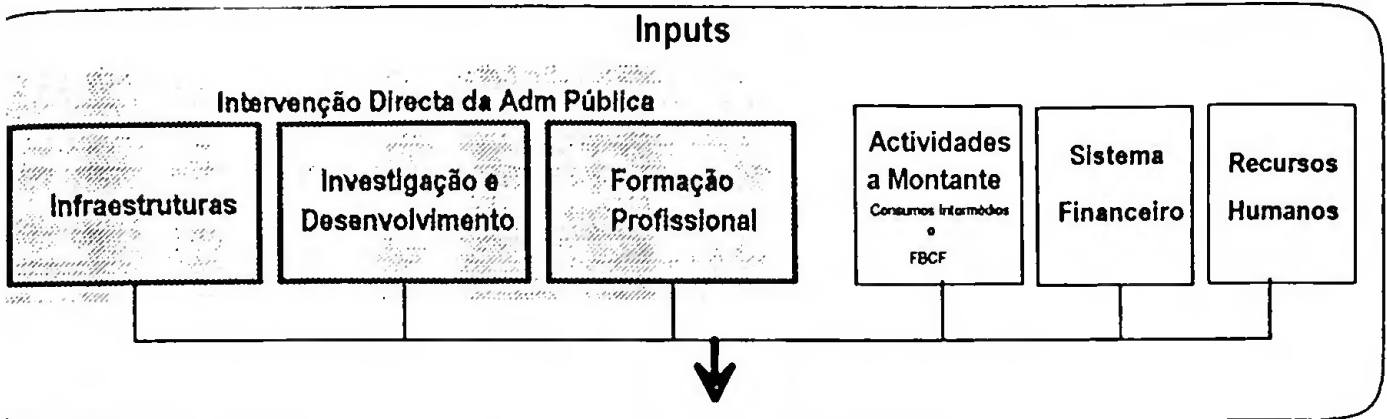 Inputs
Intervenção Directa da Adm Pública
Infraestruturas
Investigação e
Desenvolvimento
Formação
Profissional
Actividades
a Montante
Consumos Intermédios
e
FBCF
Sistema
Financeiro
Recursos
Humanos